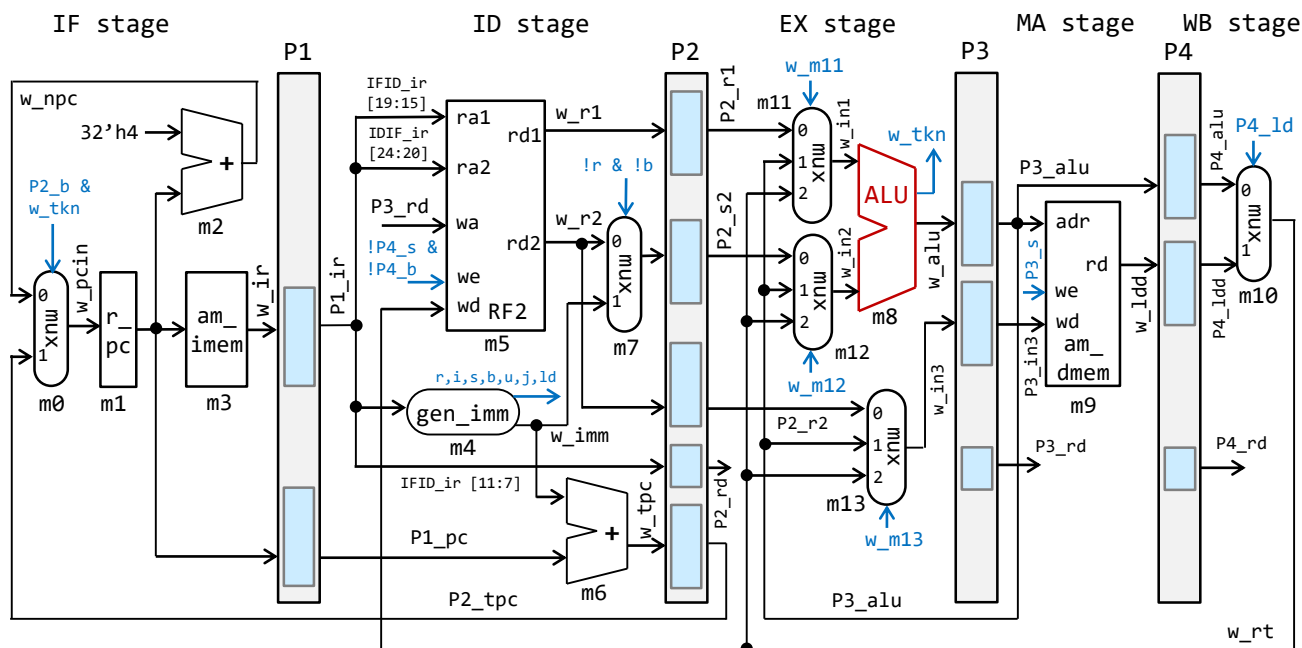 IF stage
ID stage
EX stage
MA stage
WB stage
P1
P2
P3
P4
w_npc
32'h4
+
m2
P2_b &
w_tkn
0
mux
1
m0
w_pcin
r_
pc
m1
am_
imem
m3
w_ir
P1_ir
IFID_ir
[19:15]
IDIF_ir
[24:20]
P3_rd
!P4_s &
!P4_b
ra1
ra2
wa
we
wd
rd1
rd2
RF2
m5
w_r1
w_r2
!r & !b
0
mux
1
m7
gen_imm
m4
r,i,s,b,u,j,ld
w_imm
IFID_ir [11:7]
P1_pc
+
m6
w_tpc
P2_tpc
P2_r1
P2_s2
P2_r2
P2_rd
w_m11
m11
0
1
2
mux
w_in1
0
1
2
mux
w_in2
m12
w_m12
w_tkn
ALU
m8
w_alu
0
1
2
mux
m13
w_m13
w_in3
P3_alu
P3_alu
P3_s
adr
rd
we
wd
am_
dmem
m9
P3_in3
P3_rd
w_ldd
P4_alu
P4_ldd
P4_ld
0
mux
1
m10
P4_rd
w_rt